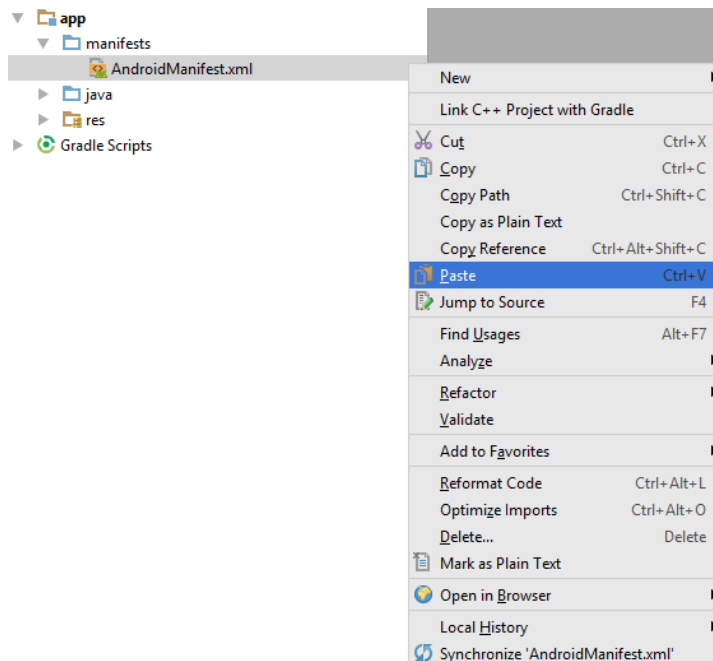 app
manifests
AndroidManifest.xml
java
res
Gradle Scripts
New
Link C++ Project with Gradle
Cut Ctrl+X
Copy Ctrl+C
Copy Path Ctrl+Shift+C
Copy as Plain Text
Copy Reference Ctrl+Alt+Shift+C
Paste Ctrl+V
Jump to Source F4
Find Usages Alt+F7
Analyze
Refactor
Validate
Add to Favorites
Reformat Code Ctrl+Alt+L
Optimize Imports Ctrl+Alt+O
Delete... Delete
Mark as Plain Text
Open in Browser
Local History
Synchronize 'AndroidManifest.xml'